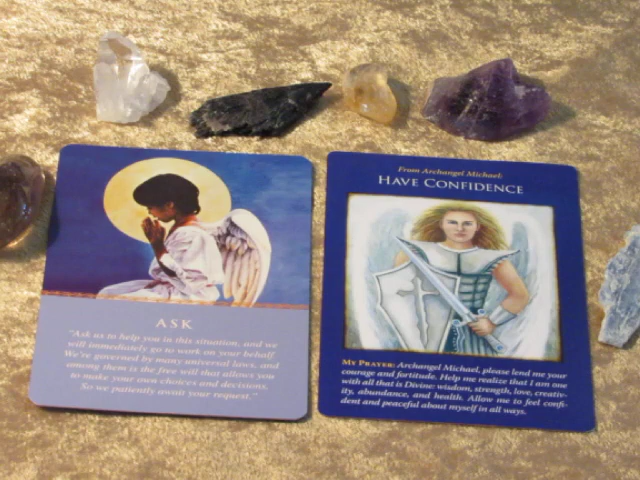 ASK
"Ask us to help you in this situation, and we
will immediately go to work on your behalf.
We're governed by many universal laws, and
among them is the free will that allows you
to make your own choices and decisions.
So we patiently await your request."
From Archangel Michael:
HAVE CONFIDENCE
MY PRAYER: Archangel Michael, please lend me your
courage and fortitude. Help me realize that I am one
with all that is Divine: wisdom, strength, love, creativ-
ity, abundance, and health. Allow me to feel confi-
dent and peaceful about myself in all ways.